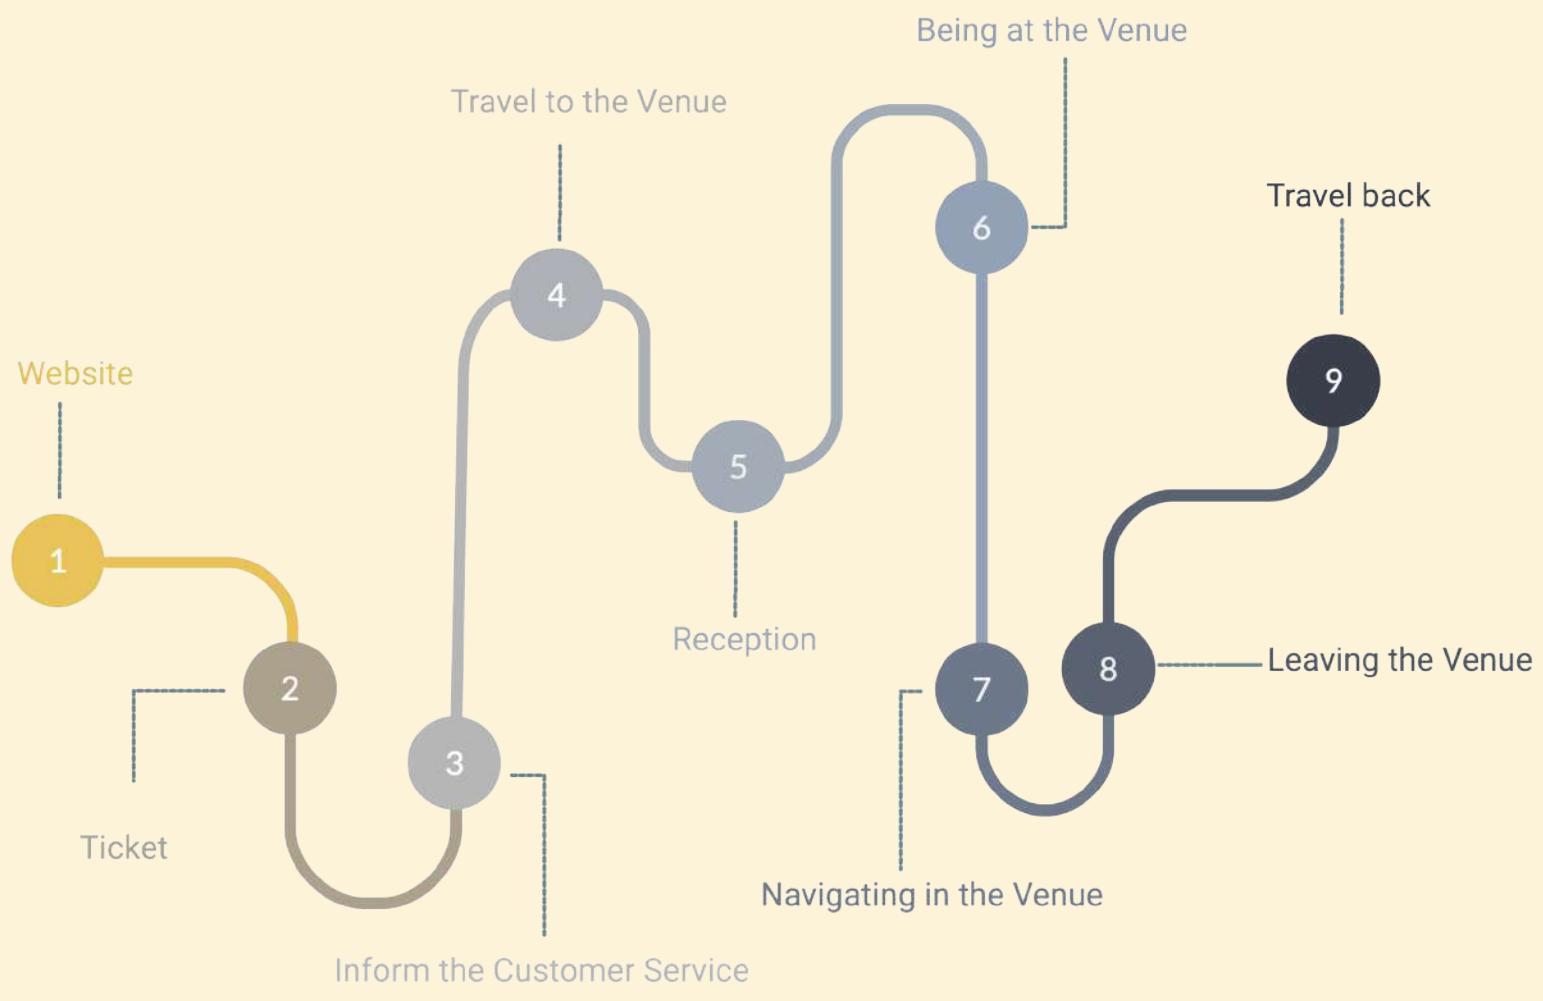 Website
1
2
Ticket
3
Inform the Customer Service
Travel to the Venue
4
5
Reception
Being at the Venue
6
7
Navigating in the Venue
8
Leaving the Venue
Travel back
9